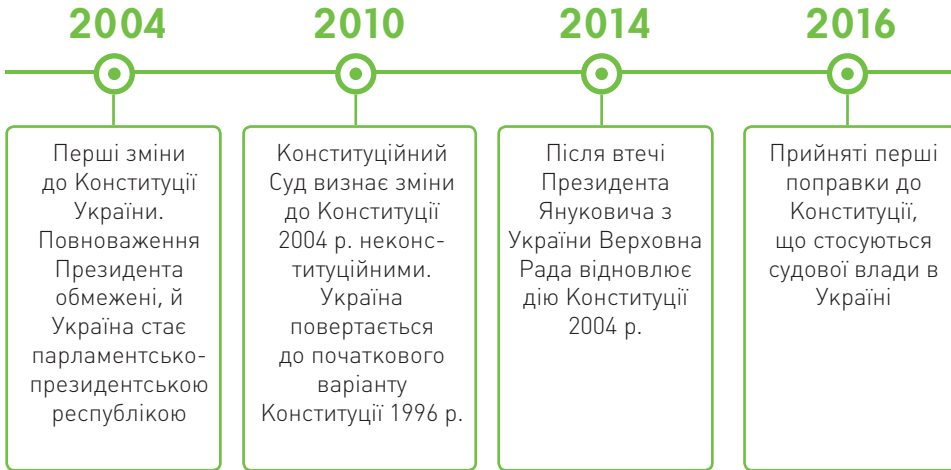 2004
2010
2014
2016
Перші зміни
до Конституції
України.
Повноваження
Президента
обмежені, й
Україна стає
парламентсько-
президентською
республікою
Конституційний
Суд визнає зміни
до Конституції
2004 р. неконс-
титуційними.
Україна
повертається
до початкового
варіанту
Конституції 1996 р.
Після втечі
Президента
Януковича з
України Верховна
Рада відновлює
дію Конституції
2004 р.
Прийняті перші
поправки до
Конституції,
що стосуються
судової влади в
Україні